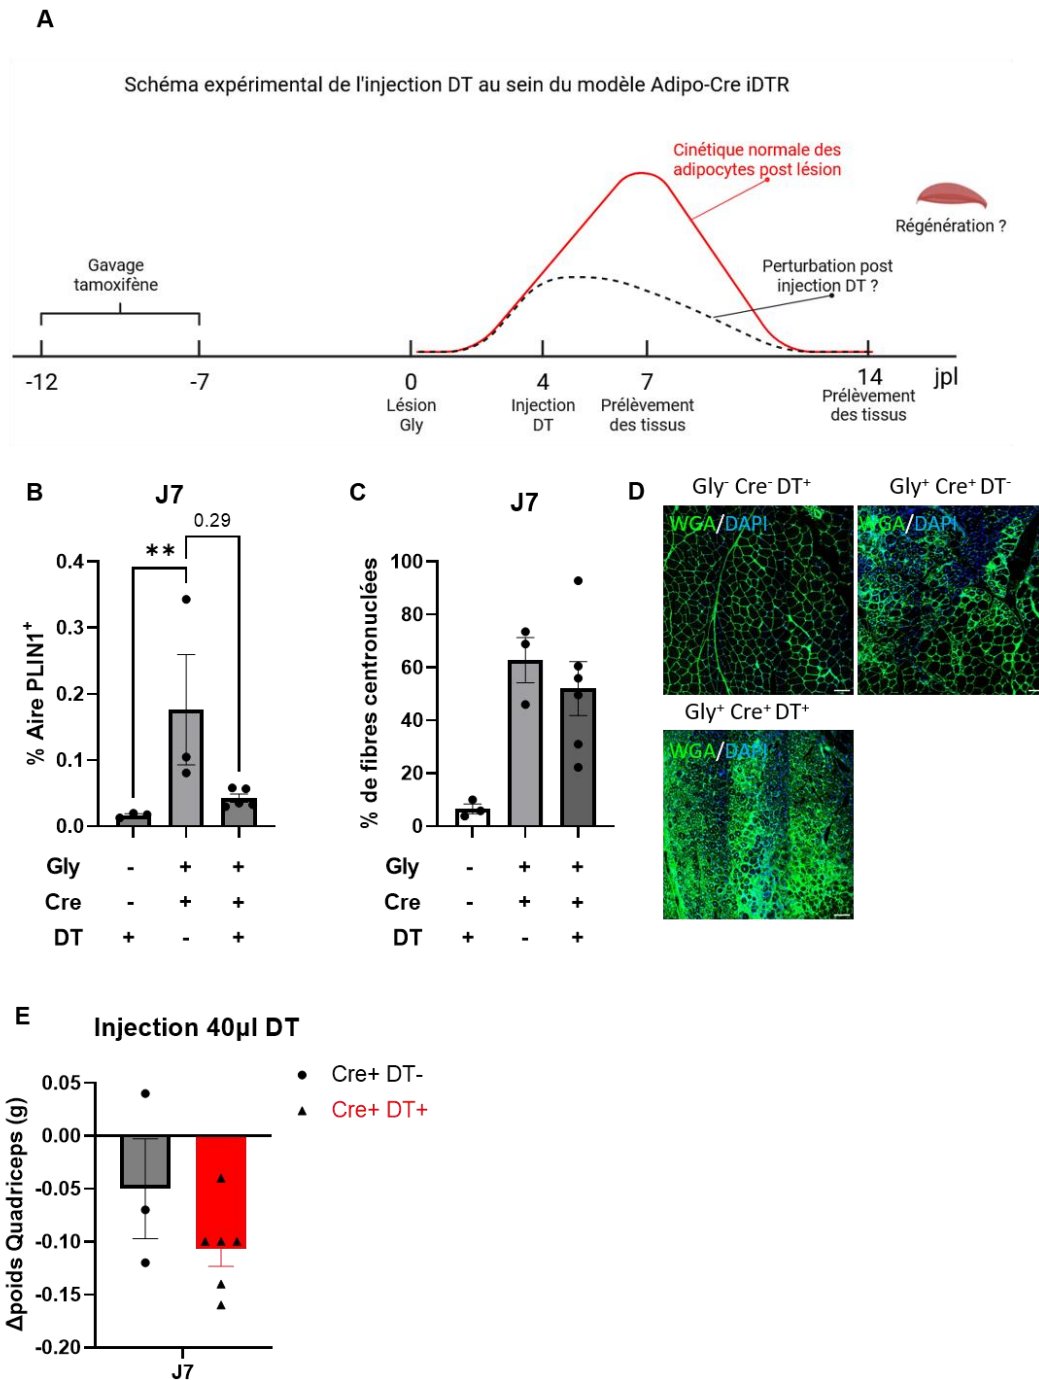 A
Schéma expérimental de l'injection DT au sein du modèle Adipo-Cre iDTR
Cinétique normale des
adipocytes post lésion
Régénération ?
Gavage
tamoxifène
Perturbation post
injection DT ?
-12
-7
0
4
7
14
jpl
Lésion
Gly
Injection
DT
Prélèvement
des tissus
Prélèvement
des tissus
B
J7
0.29
**
% Aire PLIN1+
0.4
0.3
0.2
0.1
0.0
Gly - + +
Cre - + +
DT + - +
C
J7
% de fibres centronuclées
100
80
60
40
20
0
Gly - + +
Cre - + +
DT + - +
D
Gly- Cre- DT+
WGA/DAPI
Gly+ Cre+ DT-
WGA/DAPI
Gly+ Cre+ DT+
WGA/DAPI
E
Injection 40µl DT
Cre+ DT-
Cre+ DT+
Δpoids Quadriceps (g)
0.05
0.00
-0.05
-0.10
-0.15
-0.20
J7